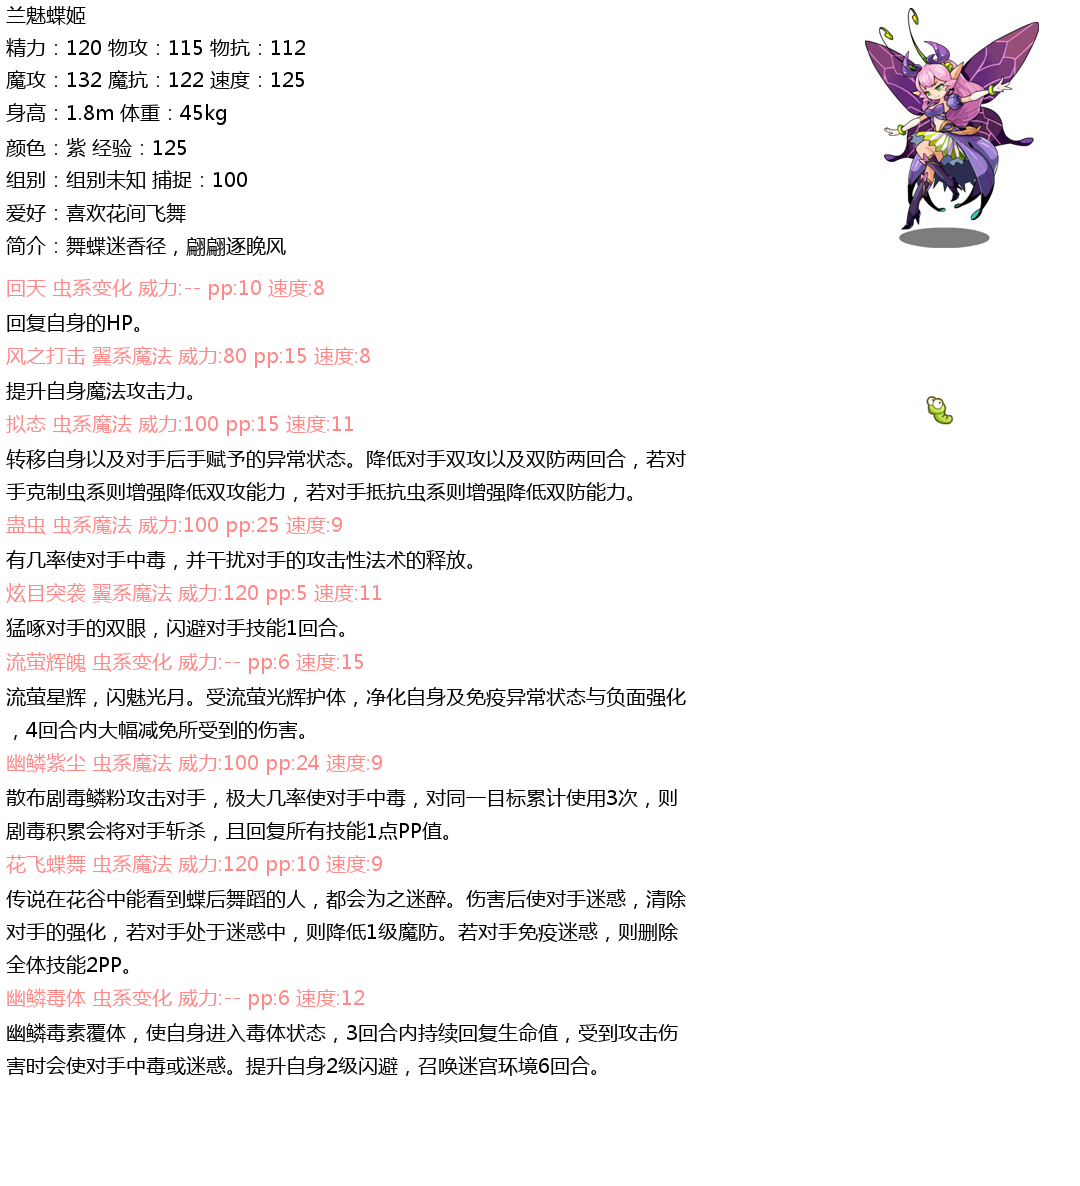 兰魅蝶姬
精力：120 物攻：115 物抗：112
魔攻：132 魔抗：122 速度：125
身高：1.8m 体重：45kg
颜色：紫 经验：125
组别：组别未知 捕捉：100
爱好：喜欢花间飞舞
简介：舞蝶迷香径，翩翩逐晚风
回天 虫系变化 威力:-- pp:10 速度:8
回复自身的HP。
风之打击 翼系魔法 威力:80 pp:15 速度:8
提升自身魔法攻击力。
拟态 虫系魔法 威力:100 pp:15 速度:11
转移自身以及对手后手赋予的异常状态。降低对手双攻以及双防两回合，若对
手克制虫系则增强降低双攻能力，若对手抵抗虫系则增强降低双防能力。
蛊虫 虫系魔法 威力:100 pp:25 速度:9
有几率使对手中毒，并干扰对手的攻击性法术的释放。
炫目突袭 翼系魔法 威力:120 pp:5 速度:11
猛啄对手的双眼，闪避对手技能1回合。
流萤辉魄 虫系变化 威力:-- pp:6 速度:15
流萤星辉，闪魅光月。受流萤光辉护体，净化自身及免疫异常状态与负面强化
，4回合内大幅减免所受到的伤害。
幽鳞紫尘 虫系魔法 威力:100 pp:24 速度:9
散布剧毒鳞粉攻击对手，极大几率使对手中毒，对同一目标累计使用3次，则
剧毒积累会将对手斩杀，且回复所有技能1点PP值。
花飞蝶舞 虫系魔法 威力:120 pp:10 速度:9
传说在花谷中能看到蝶后舞蹈的人，都会为之迷醉。伤害后使对手迷惑，清除
对手的强化，若对手处于迷惑中，则降低1级魔防。若对手免疫迷惑，则删除
全体技能2PP。
幽鳞毒体 虫系变化 威力:-- pp:6 速度:12
幽鳞毒素覆体，使自身进入毒体状态，3回合内持续回复生命值，受到攻击伤
害时会使对手中毒或迷惑。提升自身2级闪避，召唤迷宫环境6回合。